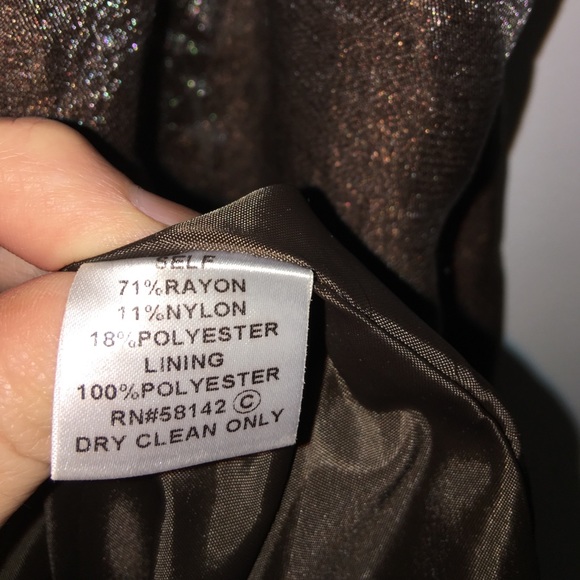 SELF
71%RAYON
11%NYLON
18%POLYESTER
LINING
100%POLYESTER
RN#58142 Ⓒ
DRY CLEAN ONLY